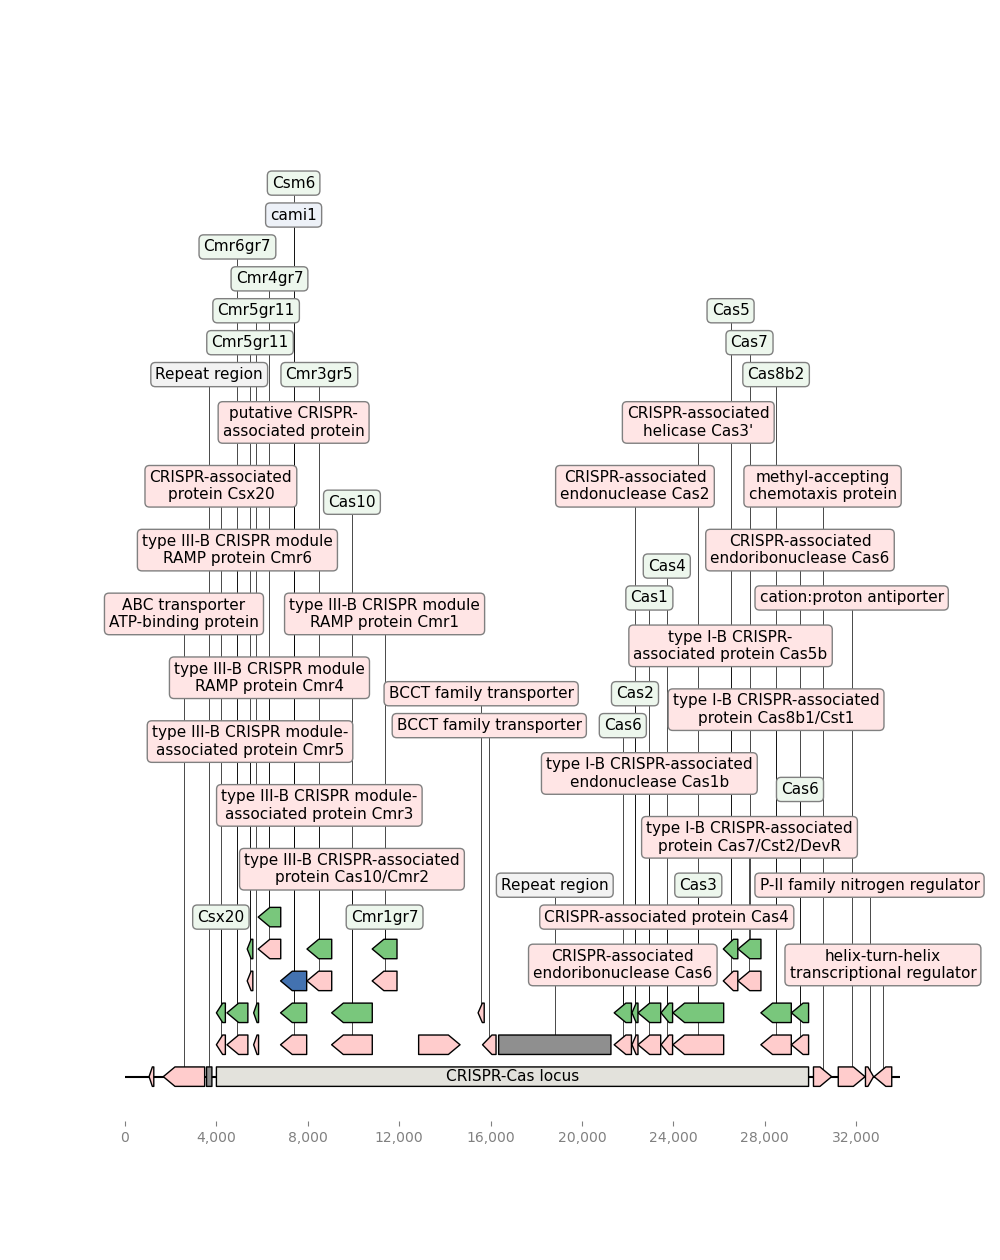 Csm6
cami1
Cmr6gr7
Cmr4gr7
Cmr5gr11
Cas5
Cmr5gr11
Cas7
Repeat region
Cmr3gr5
Cas8b2
putative CRISPR-
associated protein
CRISPR-associated
helicase Cas3'
CRISPR-associated
protein Csx20
Cas10
CRISPR-associated
endonuclease Cas2
methyl-accepting
chemotaxis protein
type III-B CRISPR module
RAMP protein Cmr6
CRISPR-associated
endoribonuclease Cas6
Cas4
Cas1
cation:proton antiporter
ABC transporter
ATP-binding protein
type III-B CRISPR module
RAMP protein Cmr1
type I-B CRISPR-
associated protein Cas5b
type III-B CRISPR module
RAMP protein Cmr4
BCCT family transporter
Cas2
type I-B CRISPR-associated
protein Cas8b1/Cst1
BCCT family transporter
Cas6
type III-B CRISPR module-
associated protein Cmr5
type I-B CRISPR-associated
endonuclease Cas1b
Cas6
type III-B CRISPR module-
associated protein Cmr3
type I-B CRISPR-associated
protein Cas7/Cst2/DevR
type III-B CRISPR-associated
protein Cas10/Cmr2
Repeat region
Cas3
P-II family nitrogen regulator
Csx20
Cmr1gr7
CRISPR-associated protein Cas4
CRISPR-associated
endoribonuclease Cas6
helix-turn-helix
transcriptional regulator
CRISPR-Cas locus
0
4,000
8,000
12,000
16,000
20,000
24,000
28,000
32,000